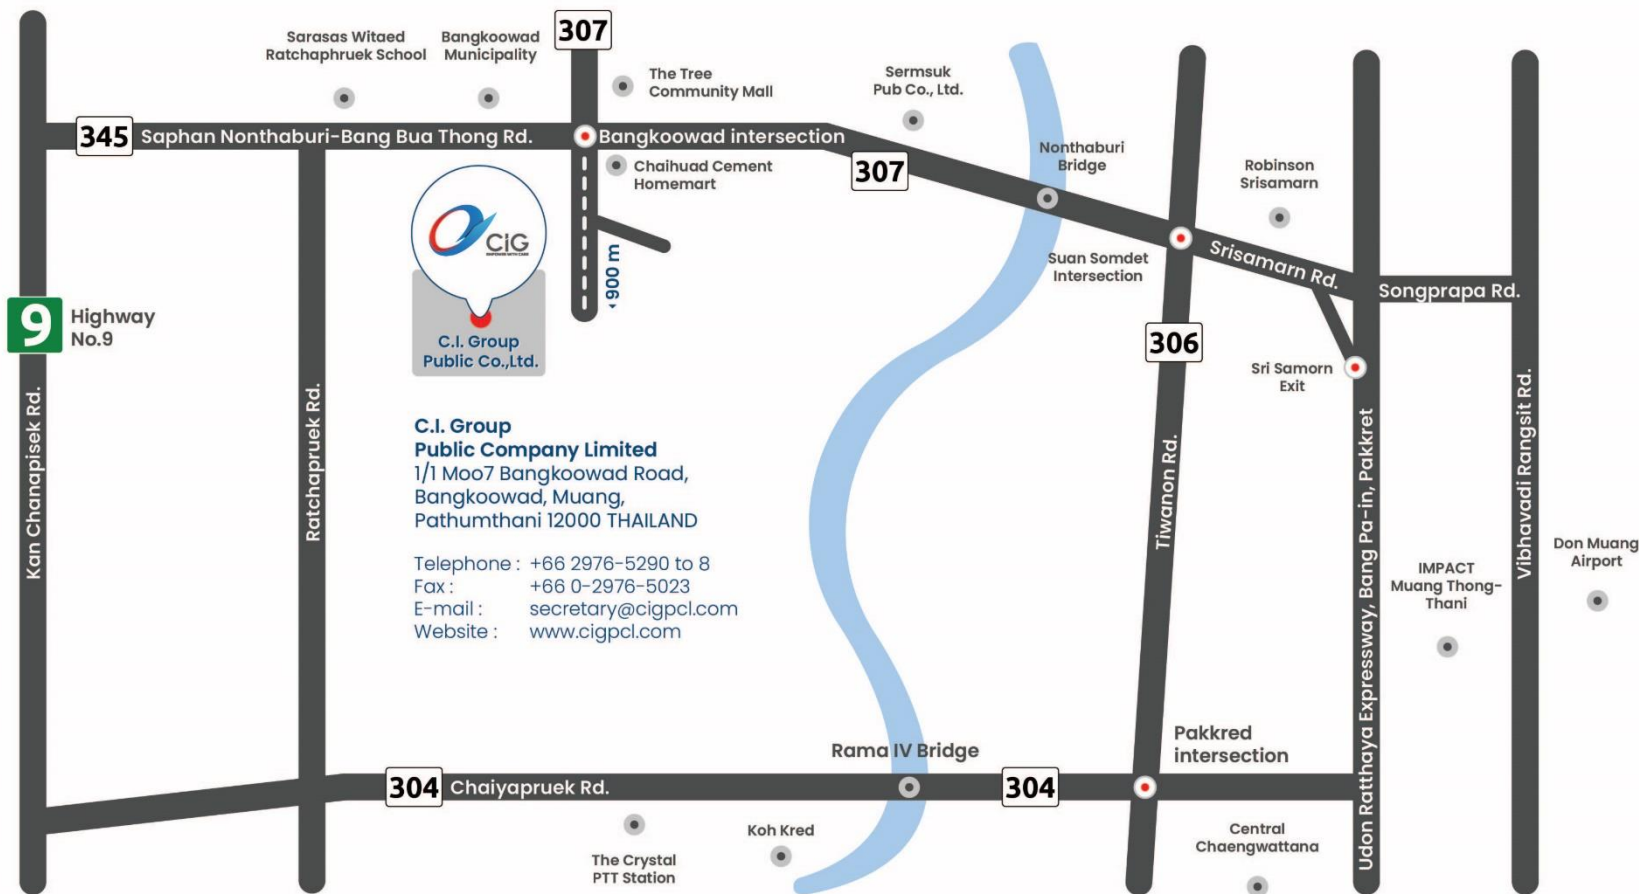 307
Sarasas Witaed
Ratchaphruek School
Bangkoowad
Municipality
The Tree
Community Mall
Sermsuk
Pub Co., Ltd.
345
Saphan Nonthaburi-Bang Bua Thong Rd.
Bangkoowad intersection
Chaihuad Cement
Homemart
307
Nonthaburi
Bridge
Robinson
Srisamarn
CiG
EMPOWER WITH CARE
900 m
Suan Somdet
Intersection
Srisamarn Rd.
Songprapa Rd.
9
Highway
No.9
C.I. Group
Public Co.,Ltd.
306
Sri Samorn
Exit
Kan Chanapisek Rd.
Ratchapruek Rd.
C.I. Group
Public Company Limited
1/1 Moo7 Bangkoowad Road,
Bangkoowad, Muang,
Pathumthani 12000 THAILAND
Telephone : +66 2976-5290 to 8
Fax : +66 0-2976-5023
E-mail : secretary@cigpcl.com
Website : www.cigpcl.com
Tiwanon Rd.
Udon Ratthaya Expressway, Bang Pa-in, Pakkret
Vibhavadi Rangsit Rd.
Don Muang
Airport
IMPACT
Muang Thong-
Thani
Rama IV Bridge
Pakkred
intersection
304
Chaiyapruek Rd.
304
The Crystal
PTT Station
Koh Kred
Central
Chaengwattana